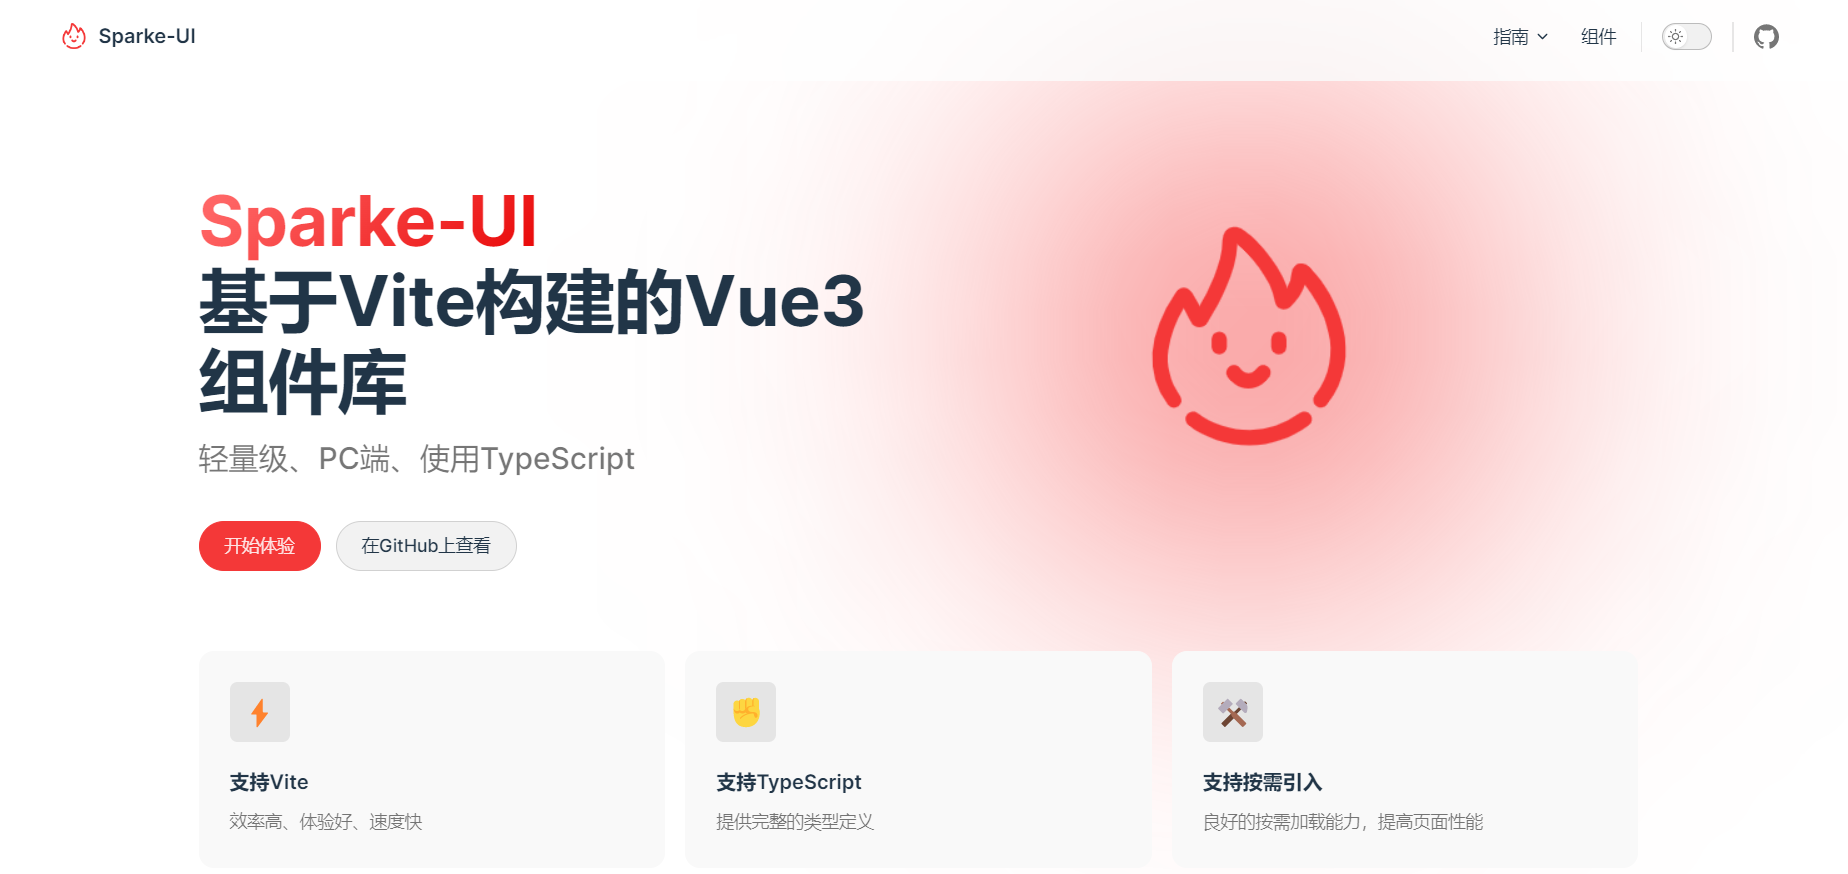 Sparke-UI
指南
组件
Sparke-UI
基于Vite构建的Vue3
组件库
轻量级、PC端、使用TypeScript
开始体验
在GitHub上查看
支持Vite
效率高、体验好、速度快
支持TypeScript
提供完整的类型定义
支持按需引入
良好的按需加载能力，提高页面性能